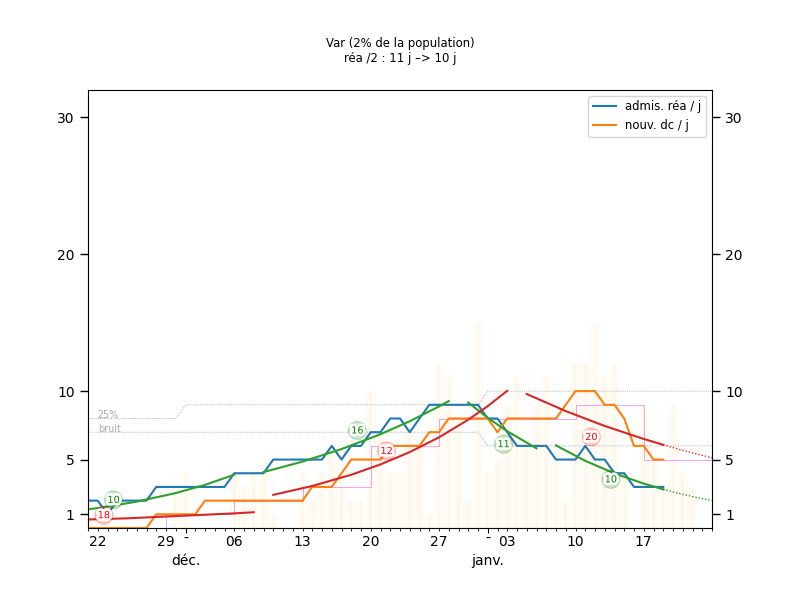 Var (2% de la population)
réa /2 : 11 j –> 10 j
admis. réa / j
nouv. dc / j
30 30
20 20
10 10
5 5
1 1
25%
bruit
10
18
16
12
11
20
10
22 29 - 06 13 20 27 - 03 10 17
déc. janv.